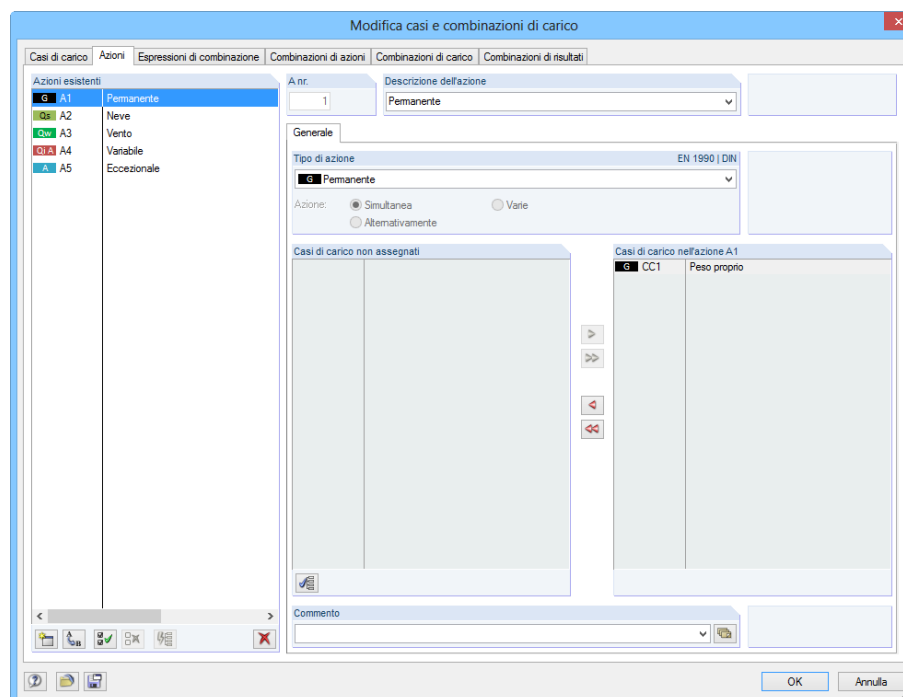 Modifica casi e combinazioni di carico
Casi di carico Azioni Espressioni di combinazione Combinazioni di azioni Combinazioni di carico Combinazioni di risultati
Azioni esistenti
G A1 Permanente
Qs A2 Neve
Qw A3 Vento
Qi A A4 Variabile
A A5 Eccezionale
A nr.
1
Descrizione dell'azione
Permanente
Generale
Tipo di azione EN 1990 | DIN
G Permanente
Azione: Simultanea Varie
Alternativamente
Casi di carico non assegnati
Casi di carico nell'azione A1
G CC1 Peso proprio
Commento
OK Annulla